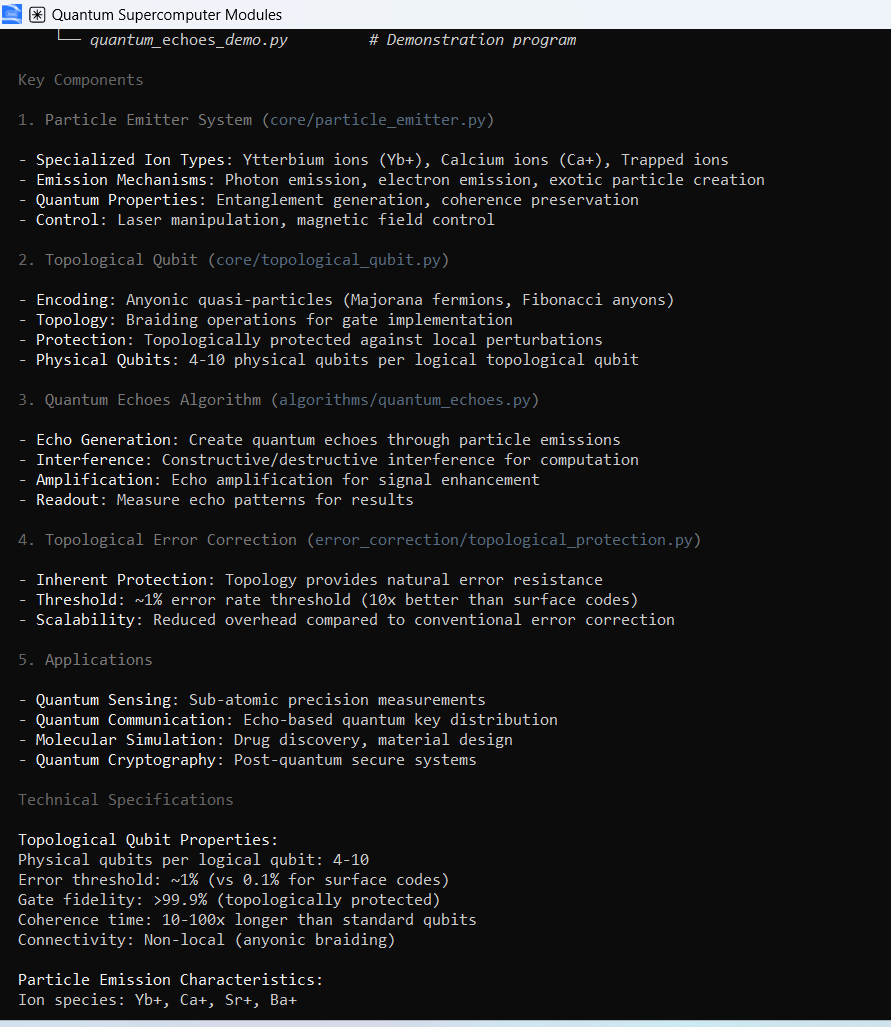 Quantum Supercomputer Modules
└── quantum_echoes_demo.py # Demonstration program
Key Components
1. Particle Emitter System (core/particle_emitter.py)
- Specialized Ion Types: Ytterbium ions (Yb+), Calcium ions (Ca+), Trapped ions
- Emission Mechanisms: Photon emission, electron emission, exotic particle creation
- Quantum Properties: Entanglement generation, coherence preservation
- Control: Laser manipulation, magnetic field control
2. Topological Qubit (core/topological_qubit.py)
- Encoding: Anyonic quasi-particles (Majorana fermions, Fibonacci anyons)
- Topology: Braiding operations for gate implementation
- Protection: Topologically protected against local perturbations
- Physical Qubits: 4-10 physical qubits per logical topological qubit
3. Quantum Echoes Algorithm (algorithms/quantum_echoes.py)
- Echo Generation: Create quantum echoes through particle emissions
- Interference: Constructive/destructive interference for computation
- Amplification: Echo amplification for signal enhancement
- Readout: Measure echo patterns for results
4. Topological Error Correction (error_correction/topological_protection.py)
- Inherent Protection: Topology provides natural error resistance
- Threshold: ~1% error rate threshold (10x better than surface codes)
- Scalability: Reduced overhead compared to conventional error correction
5. Applications
- Quantum Sensing: Sub-atomic precision measurements
- Quantum Communication: Echo-based quantum key distribution
- Molecular Simulation: Drug discovery, material design
- Quantum Cryptography: Post-quantum secure systems
Technical Specifications
Topological Qubit Properties:
Physical qubits per logical qubit: 4-10
Error threshold: ~1% (vs 0.1% for surface codes)
Gate fidelity: >99.9% (topologically protected)
Coherence time: 10-100x longer than standard qubits
Connectivity: Non-local (anyonic braiding)
Particle Emission Characteristics:
Ion species: Yb+, Ca+, Sr+, Ba+